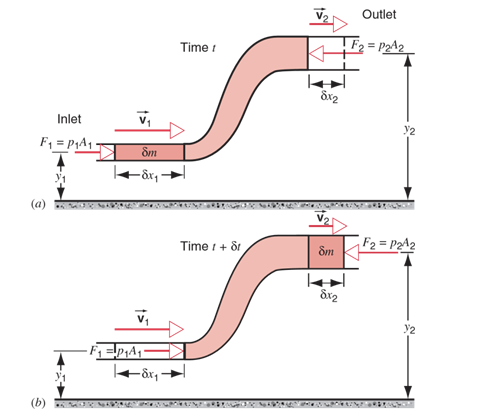 v₂ Outlet
Time t
F₂ = p₂A₂
δx₂
Inlet
v₁
F₁ = p₁A₁
δm
δx₁
y₁
y₂
(a)
v₂
Time t + δt
δm
F₂ = p₂A₂
δx₂
v₁
F₁ = p₁A₁
δx₁
y₁
y₂
(b)